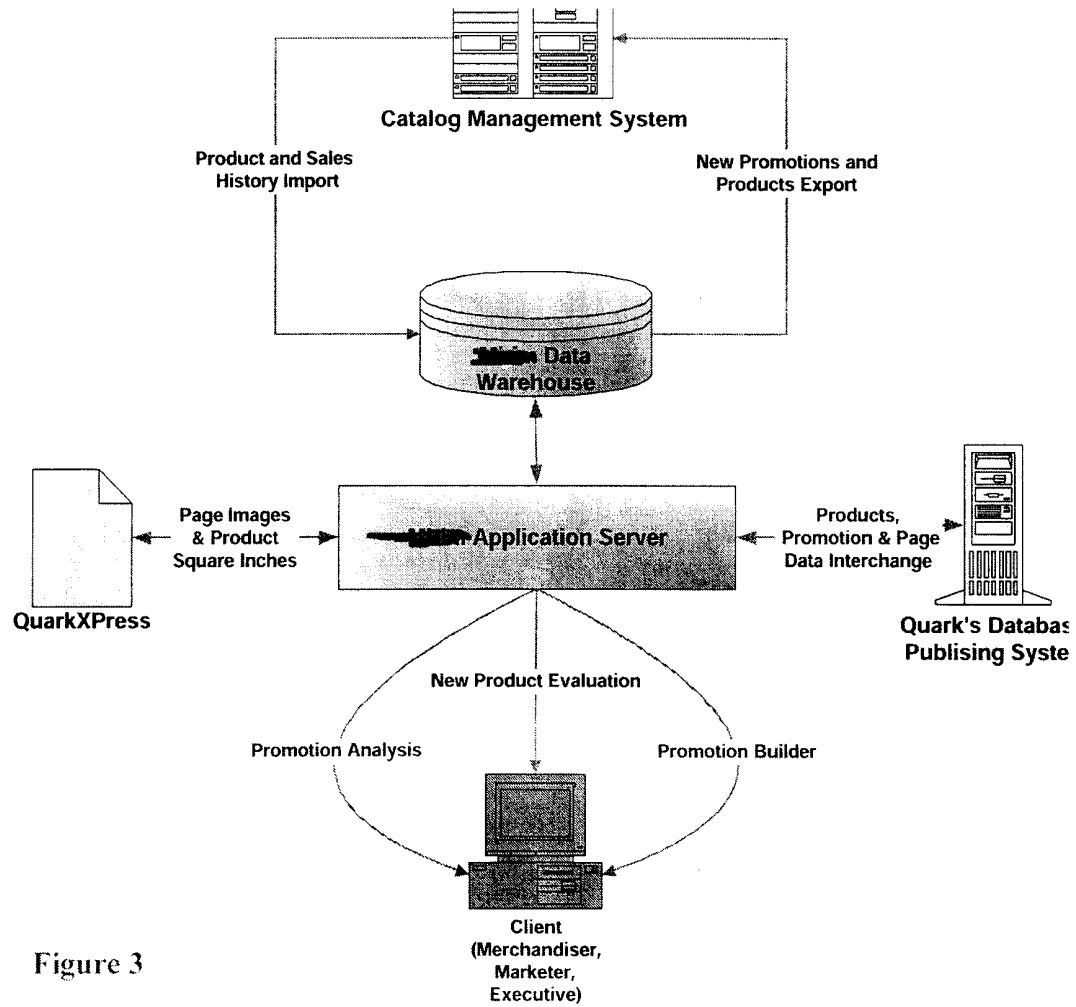 Catalog Management System
Product and Sales
History Import
New Promotions and
Products Export
Data
Warehouse
Page Images
& Product
Square Inches
QuarkXPress
Application Server
Products,
Promotion & Page
Data Interchange
Quark's Databas
Publising Syste
New Product Evaluation
Promotion Analysis
Promotion Builder
Client
(Merchandiser,
Marketer,
Executive)
Figure 3